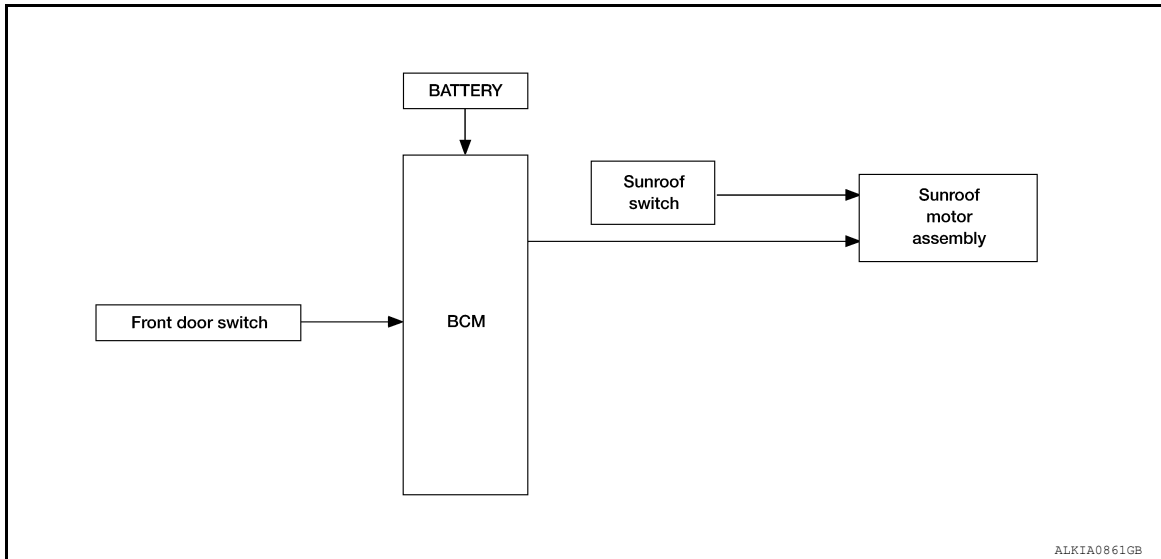 BATTERY
Sunroof
switch
Sunroof
motor
assembly
Front door switch
BCM
ALKIA0861GB